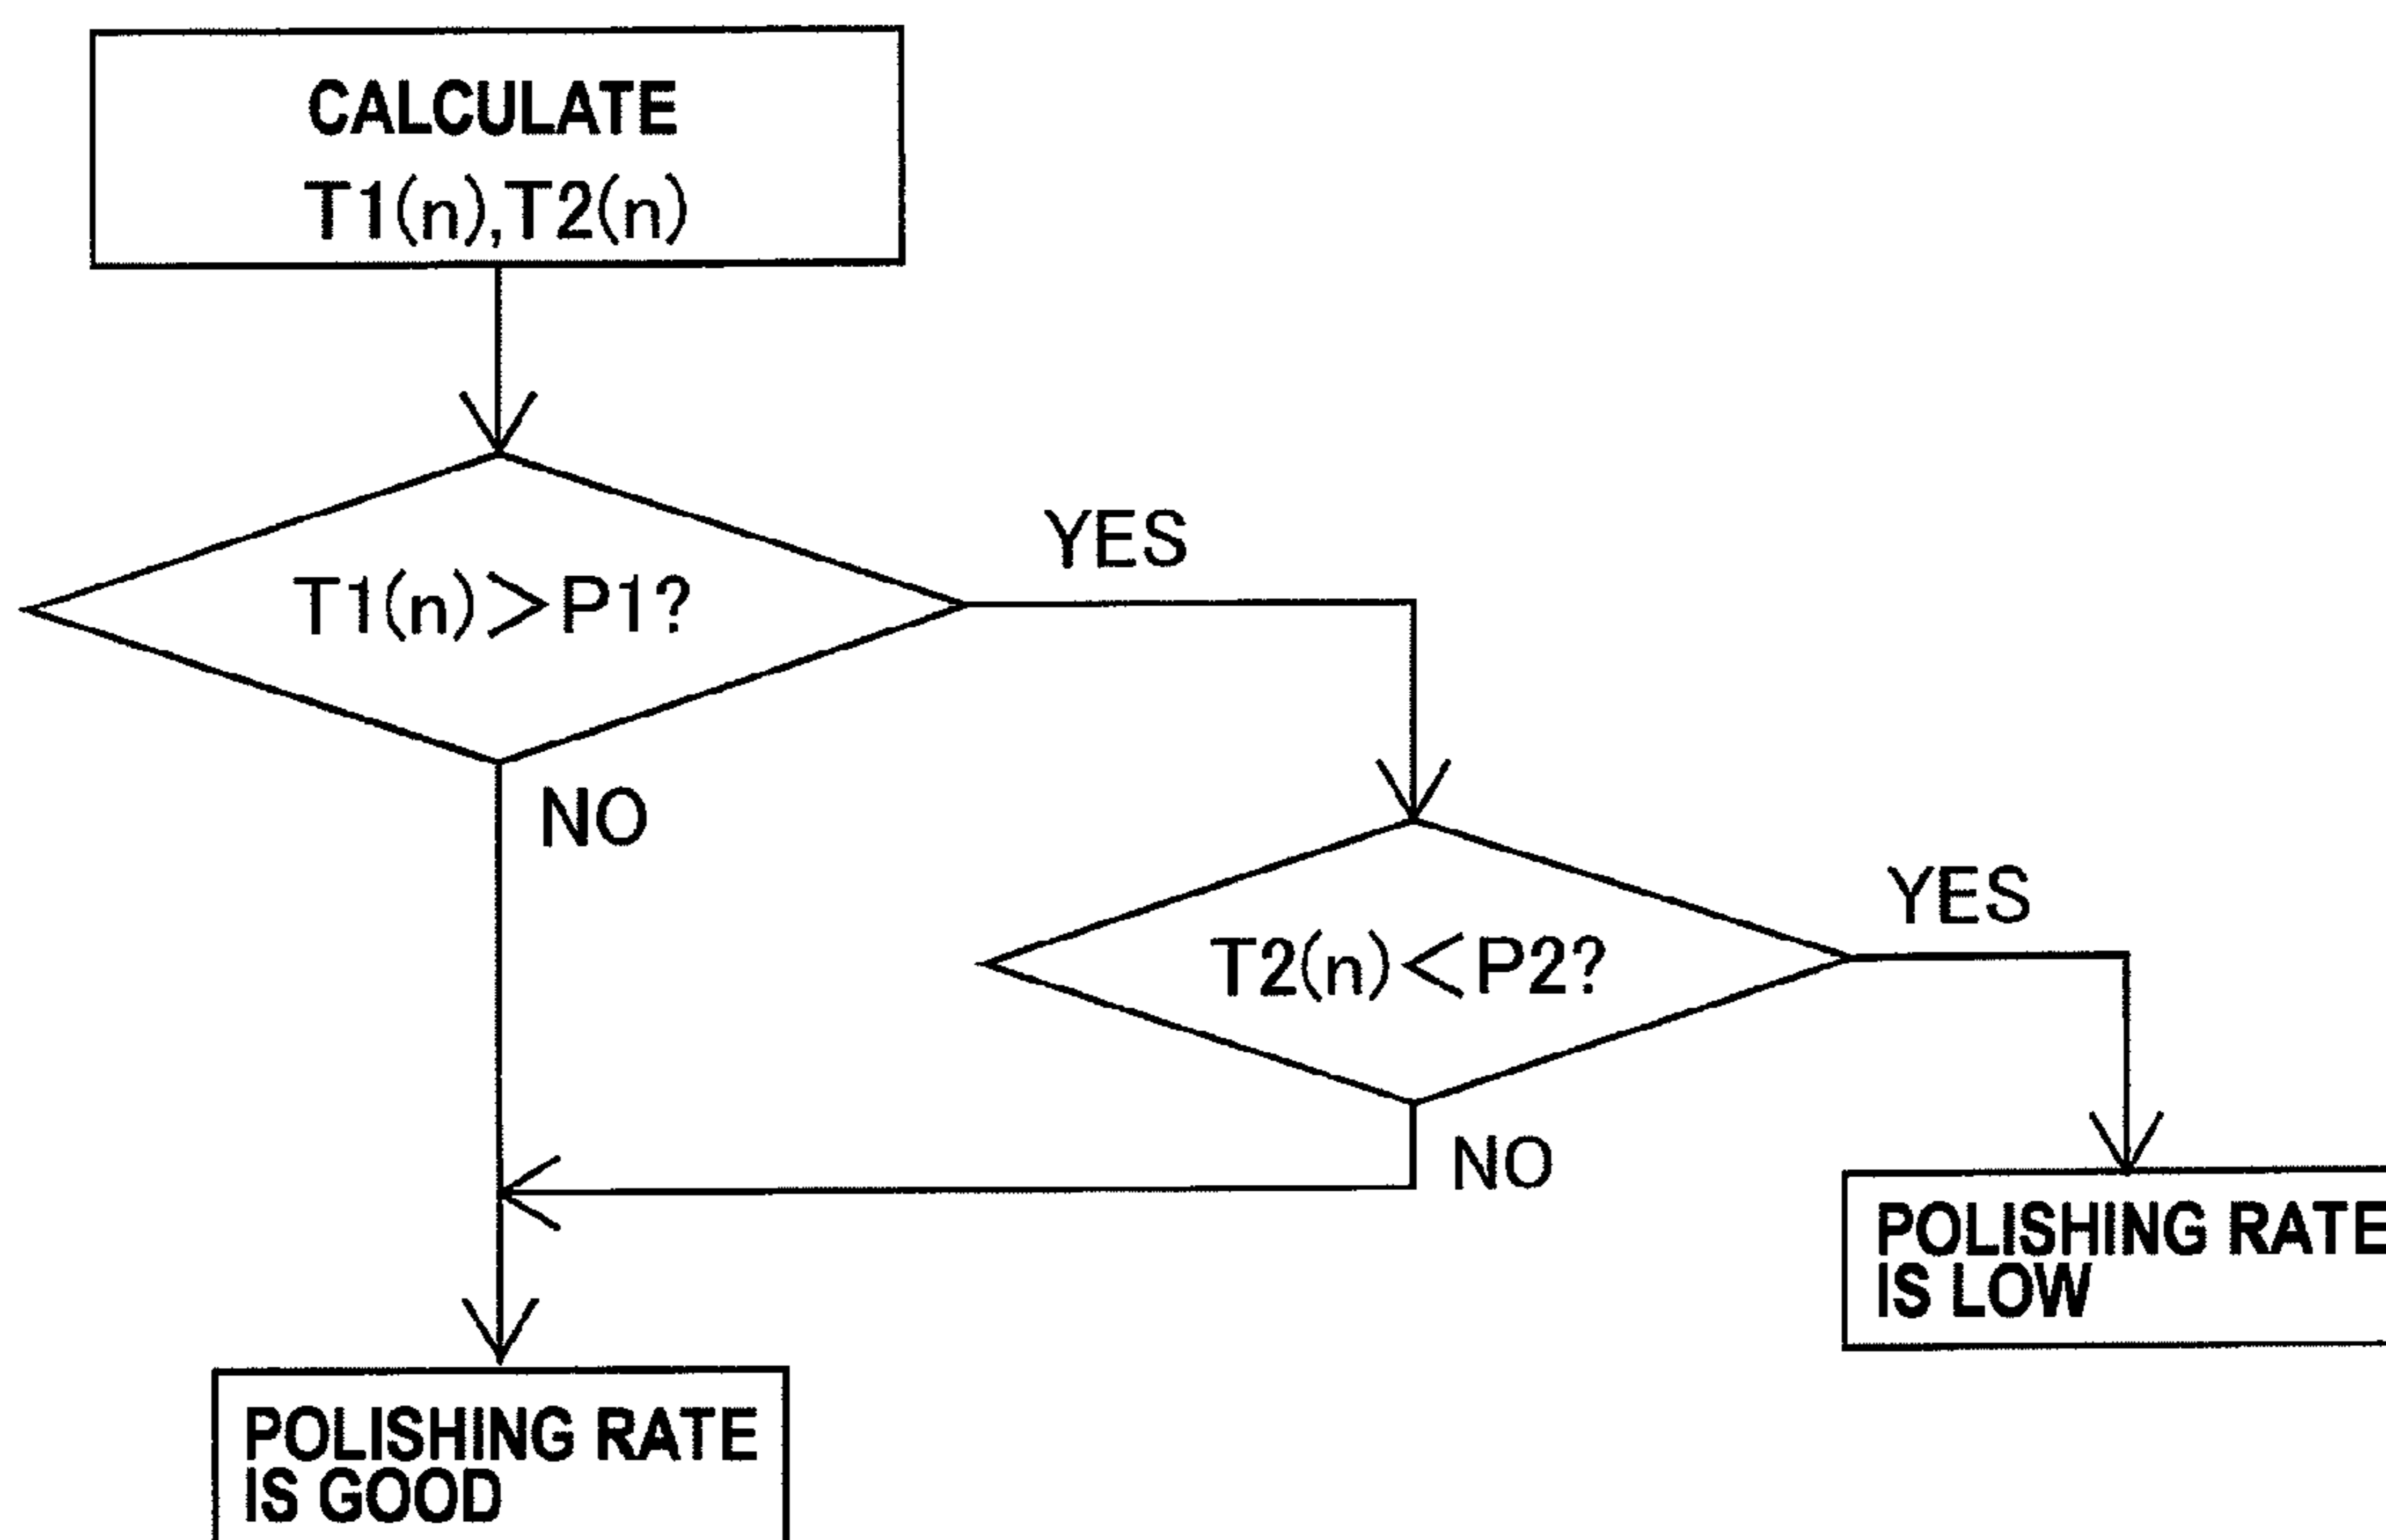 CALCULATE
T1(n),T2(n)
T1(n)>P1?
YES
NO
T2(n)<P2?
YES
NO
POLISHING RATE
IS LOW
POLISHING RATE
IS GOOD